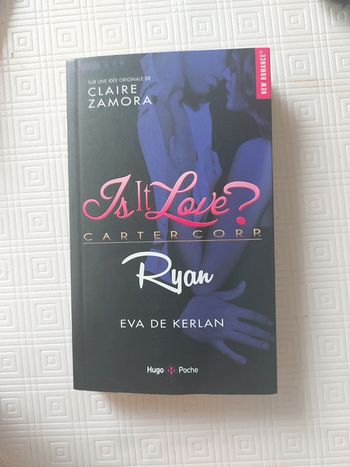 SUR UNE IDÉE ORIGINALE DE
CLAIRE
ZAMORA
NEW ROMANCE®
Is It Love?
CARTER CORP.
Ryan
EVA DE KERLAN
Hugo Poche